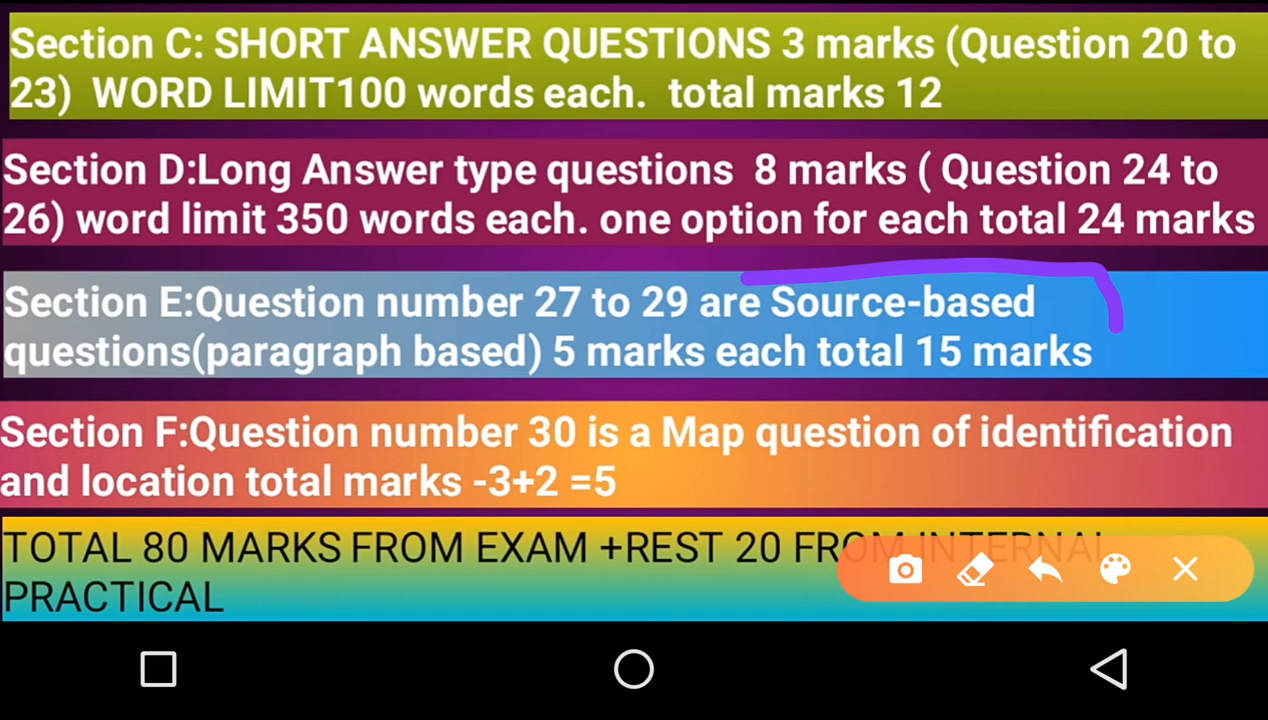 Section C: SHORT ANSWER QUESTIONS 3 marks (Question 20 to
23) WORD LIMIT100 words each. total marks 12
Section D:Long Answer type questions 8 marks ( Question 24 to
26) word limit 350 words each. one option for each total 24 marks
Section E:Question number 27 to 29 are Source-based
questions(paragraph based) 5 marks each total 15 marks
Section F:Question number 30 is a Map question of identification
and location total marks -3+2 =5
TOTAL 80 MARKS FROM EXAM +REST 20 FROM INTERNAL
PRACTICAL